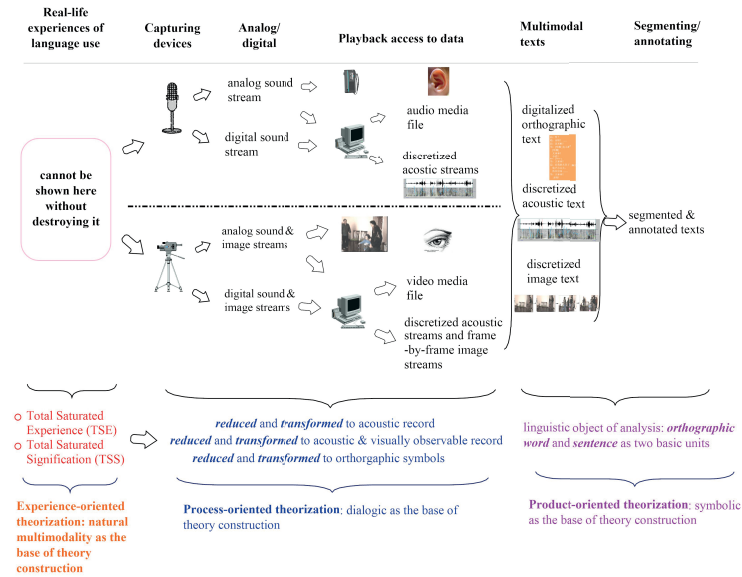 Real-life
experiences of
language use
Capturing
devices
Analog/
digital
Playback access to data
Multimodal
texts
Segmenting/
annotating
cannot be
shown here
without
destroying it
analog sound
stream
digital sound
stream
audio media
file
discretized
acostic streams
analog sound &
image streams
digital sound &
image streams
video media
file
discretized acoustic
streams and frame
-by-frame image
streams
digitalized
orthographic
text
discretized
acoustic text
discretized
image text
segmented &
annotated texts
Total Saturated
Experience (TSE)
Total Saturated
Signification (TSS)
reduced and transformed to acoustic record
reduced and transformed to acoustic & visually observable record
reduced and transformed to orthorgaphic symbols
linguistic object of analysis: orthographic
word and sentence as two basic units
Experience-oriented
theorization: natural
multimodality as the
base of theory
construction
Process-oriented theorization: dialogic as the base of
theory construction
Product-oriented theorization: symbolic
as the base of theory construction